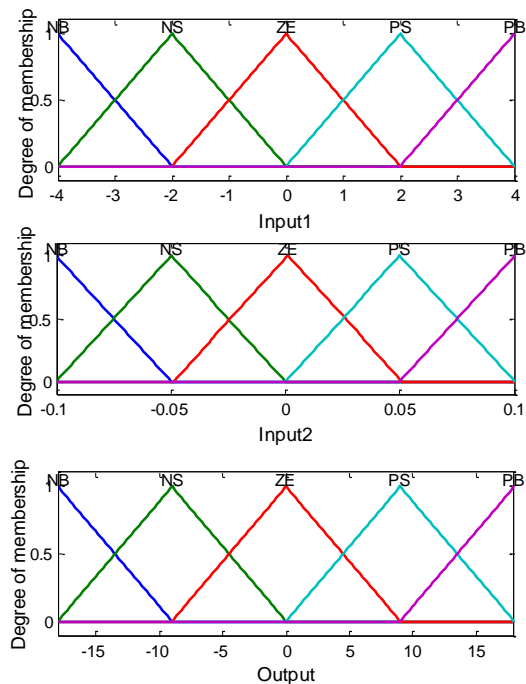 NB NS ZE PS PB
1
0.5
0
Degree of membership
-4 -3 -2 -1 0 1 2 3 4
Input1
NB NS ZE PS PB
1
0.5
0
Degree of membership
-0.1 -0.05 0 0.05 0.1
Input2
NB NS ZE PS PB
1
0.5
0
Degree of membership
-15 -10 -5 0 5 10 15
Output